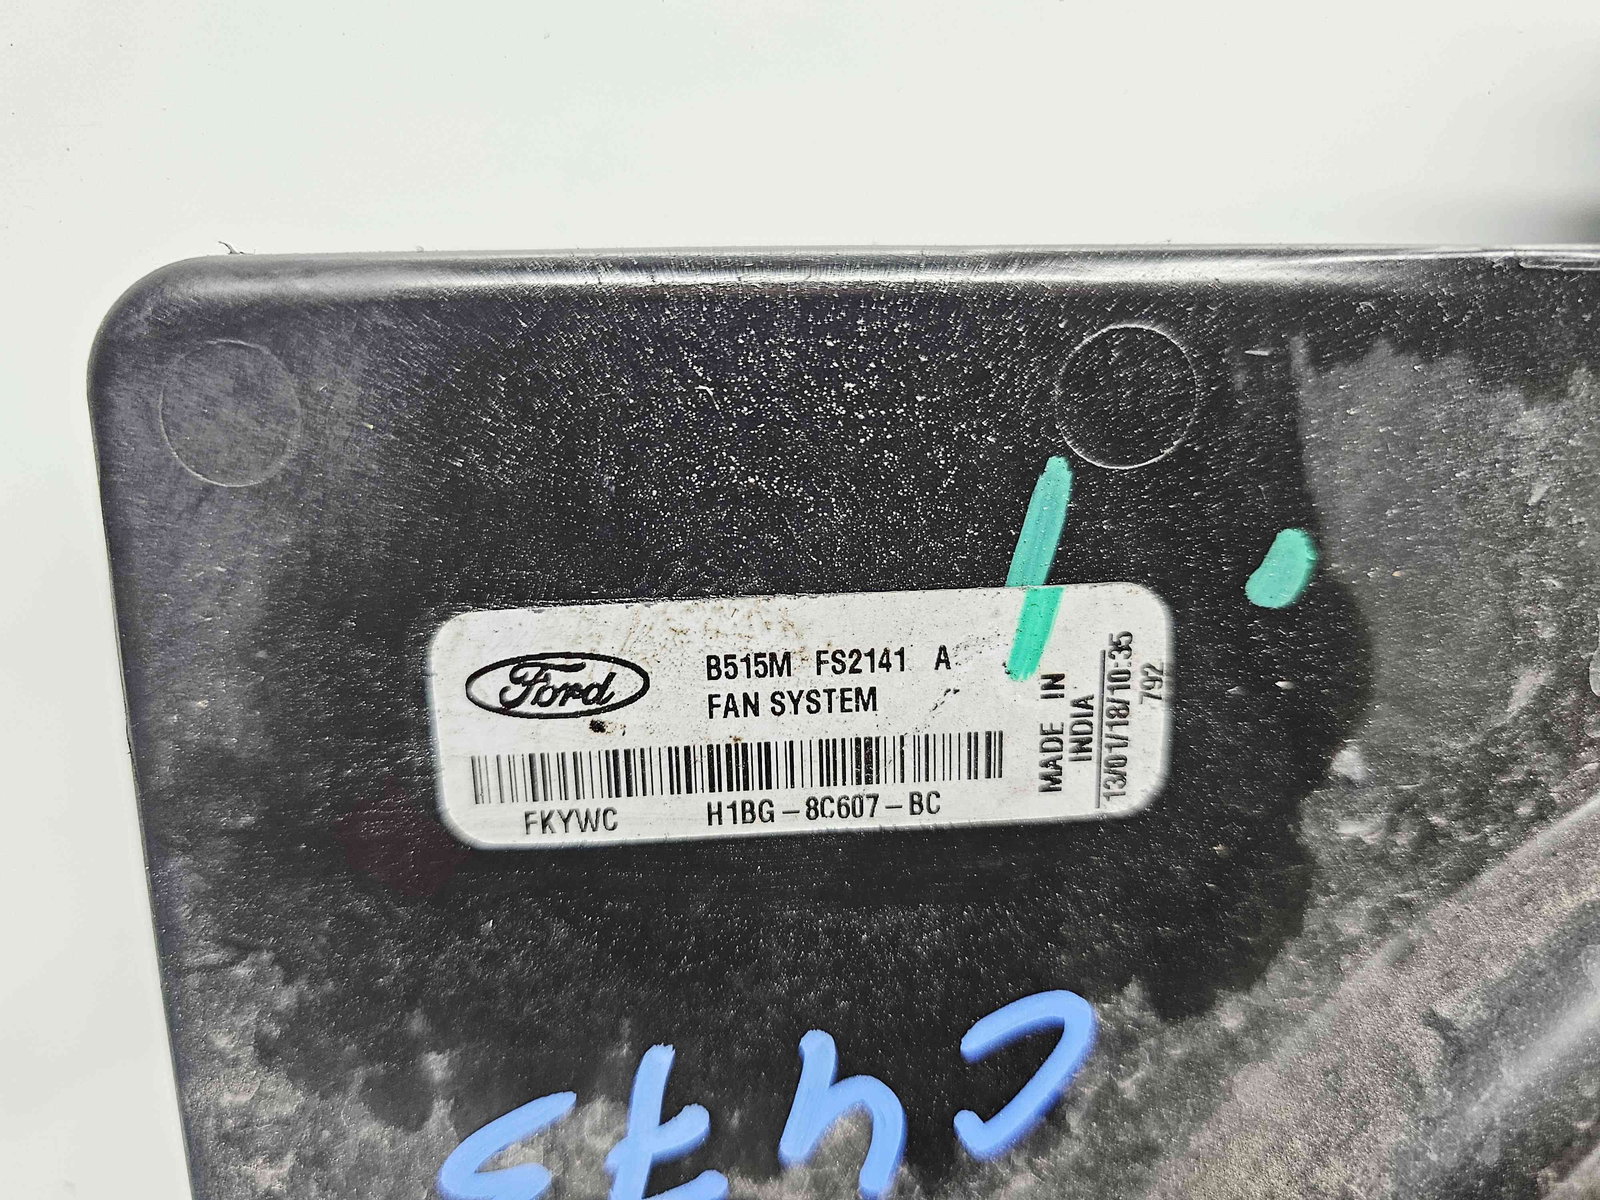 Ford
B515M FS2141 A
FAN SYSTEM
FKYWC H1BG-8C607-BC
MADE IN
INDIA
13/01/18/10:35
792